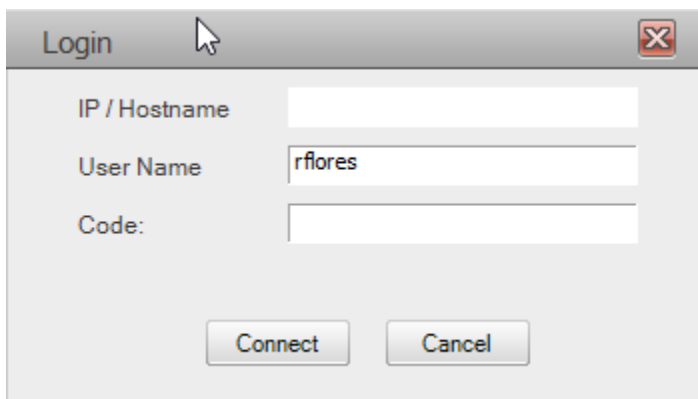 Login
IP / Hostname
User Name rflores
Code:
Connect Cancel